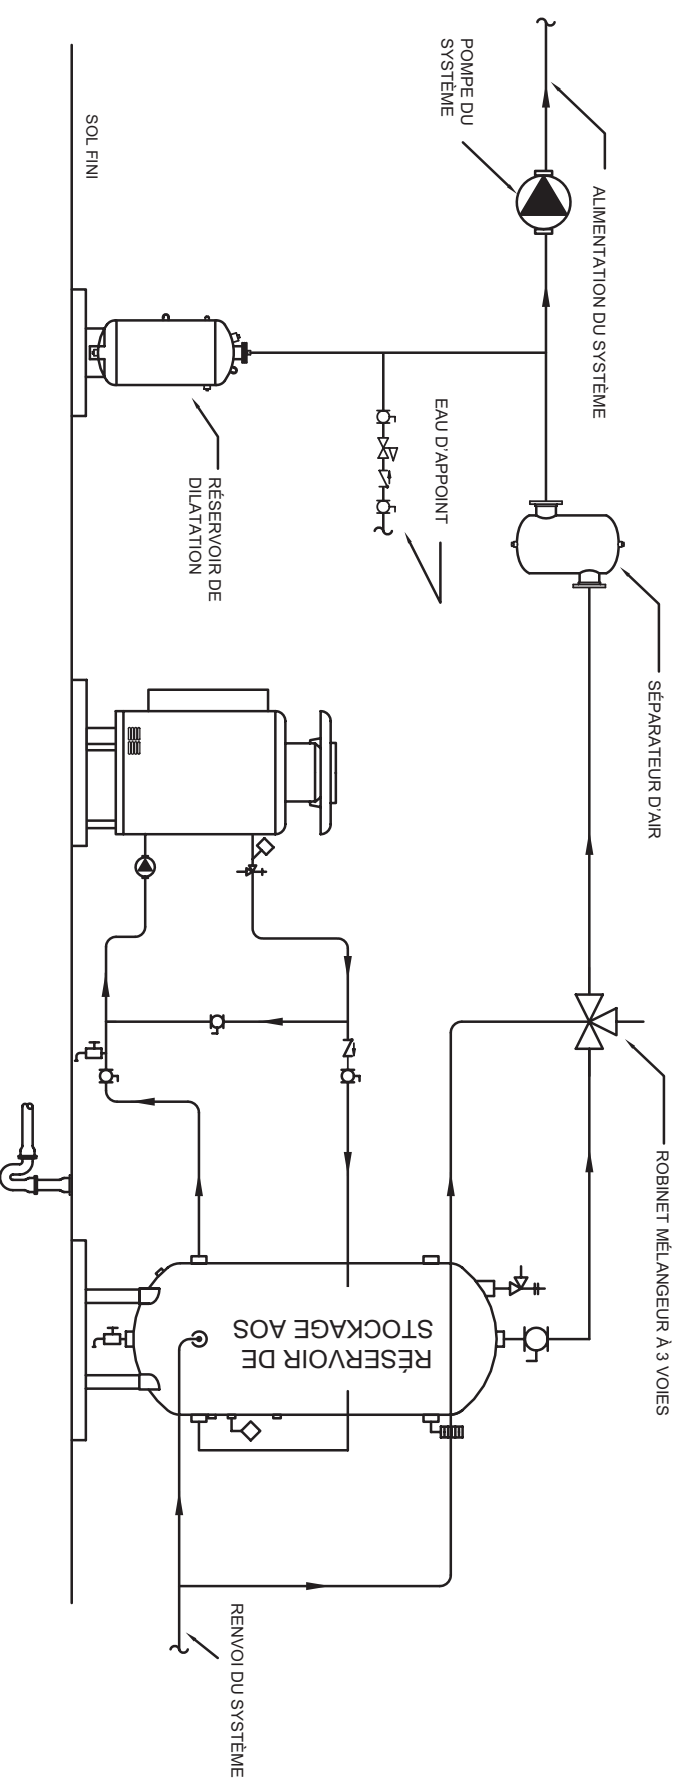 POMPE DU
SYSTÈME
ALIMENTATION DU SYSTÈME
SOL FINI
EAU D'APPOINT
RÉSERVOIR DE
DILATATION
SÉPARATEUR D'AIR
ROBINET MÉLANGEUR À 3 VOIES
RÉSERVOIR DE
STOCKAGE AOS
RENVOI DU SYSTÈME